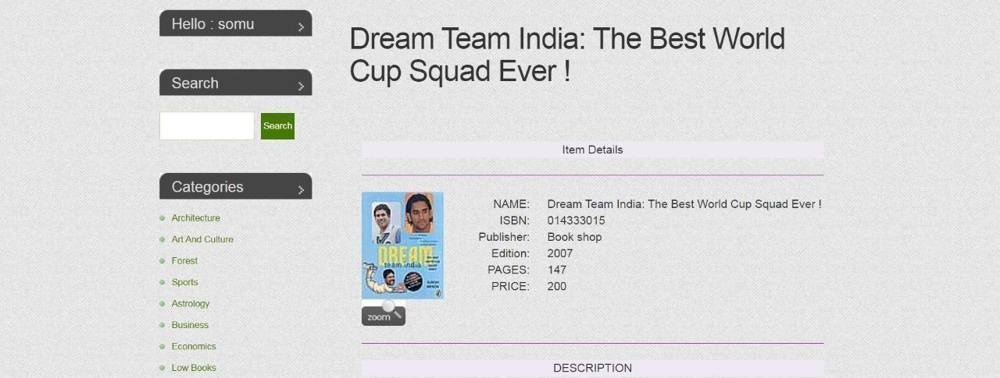 Hello : somu
Search
Search
Categories
Architecture
Art And Culture
Forest
Sports
Astrology
Business
Economics
Low Books
Dream Team India: The Best World
Cup Squad Ever !
Item Details
DREAM
team india
zoom
NAME: Dream Team India: The Best World Cup Squad Ever !
ISBN: 014333015
Publisher: Book shop
Edition: 2007
PAGES: 147
PRICE: 200
DESCRIPTION